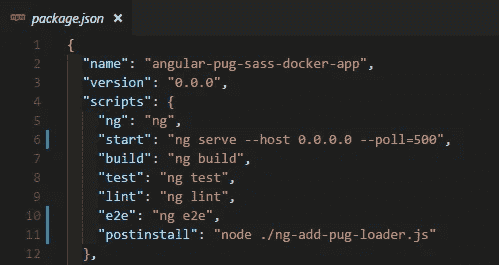 package.json ×
1 {
2 "name": "angular-pug-sass-docker-app",
3 "version": "0.0.0",
4 "scripts": {
5 "ng": "ng",
6 "start": "ng serve --host 0.0.0.0 --poll=500",
7 "build": "ng build",
8 "test": "ng test",
9 "lint": "ng lint",
10 "e2e": "ng e2e",
11 "postinstall": "node ./ng-add-pug-loader.js"
12 },